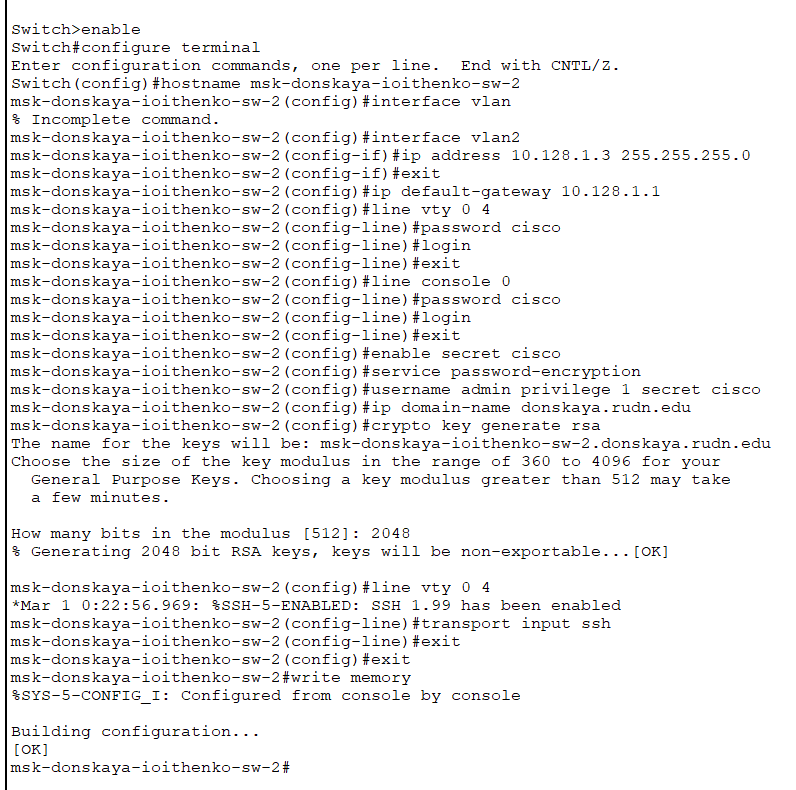 Switch>enable
Switch#configure terminal
Enter configuration commands, one per line.  End with CNTL/Z.
Switch(config)#hostname msk-donskaya-ioithenko-sw-2
msk-donskaya-ioithenko-sw-2(config)#interface vlan
% Incomplete command.
msk-donskaya-ioithenko-sw-2(config)#interface vlan2
msk-donskaya-ioithenko-sw-2(config-if)#ip address 10.128.1.3 255.255.255.0
msk-donskaya-ioithenko-sw-2(config-if)#exit
msk-donskaya-ioithenko-sw-2(config)#ip default-gateway 10.128.1.1
msk-donskaya-ioithenko-sw-2(config)#line vty 0 4
msk-donskaya-ioithenko-sw-2(config-line)#password cisco
msk-donskaya-ioithenko-sw-2(config-line)#login
msk-donskaya-ioithenko-sw-2(config-line)#exit
msk-donskaya-ioithenko-sw-2(config)#line console 0
msk-donskaya-ioithenko-sw-2(config-line)#password cisco
msk-donskaya-ioithenko-sw-2(config-line)#login
msk-donskaya-ioithenko-sw-2(config-line)#exit
msk-donskaya-ioithenko-sw-2(config)#enable secret cisco
msk-donskaya-ioithenko-sw-2(config)#service password-encryption
msk-donskaya-ioithenko-sw-2(config)#username admin privilege 1 secret cisco
msk-donskaya-ioithenko-sw-2(config)#ip domain-name donskaya.rudn.edu
msk-donskaya-ioithenko-sw-2(config)#crypto key generate rsa
The name for the keys will be: msk-donskaya-ioithenko-sw-2.donskaya.rudn.edu
Choose the size of the key modulus in the range of 360 to 4096 for your
  General Purpose Keys. Choosing a key modulus greater than 512 may take
  a few minutes.

How many bits in the modulus [512]: 2048
% Generating 2048 bit RSA keys, keys will be non-exportable...[OK]

msk-donskaya-ioithenko-sw-2(config)#line vty 0 4
*Mar 1 0:22:56.969: %SSH-5-ENABLED: SSH 1.99 has been enabled
msk-donskaya-ioithenko-sw-2(config-line)#transport input ssh
msk-donskaya-ioithenko-sw-2(config-line)#exit
msk-donskaya-ioithenko-sw-2(config)#exit
msk-donskaya-ioithenko-sw-2#write memory
%SYS-5-CONFIG_I: Configured from console by console

Building configuration...
[OK]
msk-donskaya-ioithenko-sw-2#